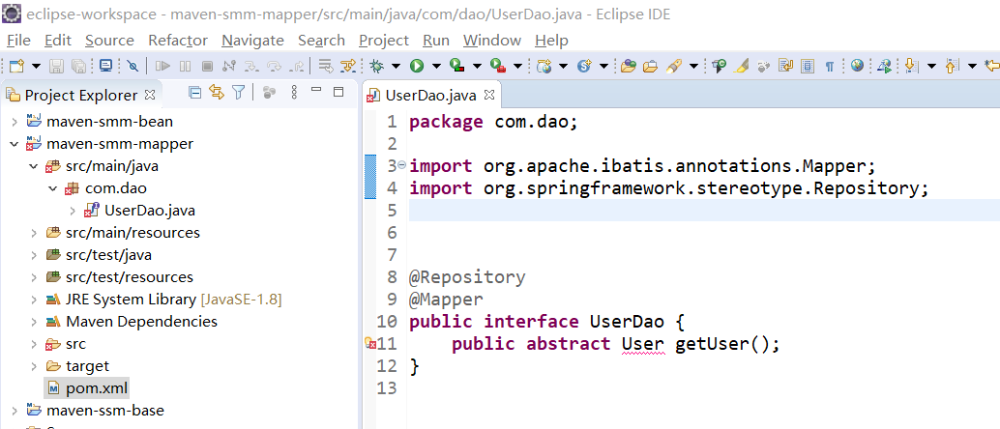 eclipse-workspace - maven-smm-mapper/src/main/java/com/dao/UserDao.java - Eclipse IDE
File Edit Source Refactor Navigate Search Project Run Window Help
Project Explorer
maven-smm-bean
maven-smm-mapper
src/main/java
com.dao
UserDao.java
src/main/resources
src/test/java
src/test/resources
JRE System Library [JavaSE-1.8]
Maven Dependencies
src
target
pom.xml
maven-ssm-base
UserDao.java
1 package com.dao;
2
3 import org.apache.ibatis.annotations.Mapper;
4 import org.springframework.stereotype.Repository;
5
6
7
8 @Repository
9 @Mapper
10 public interface UserDao {
11 public abstract User getUser();
12 }
13